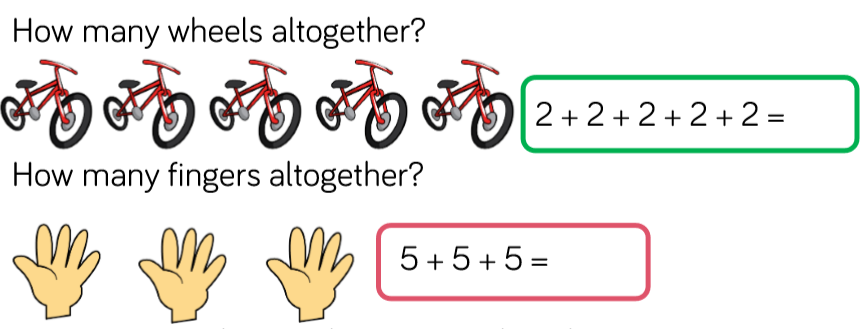 How many wheels altogether?
2 + 2 + 2 + 2 + 2 =
How many fingers altogether?
5 + 5 + 5 =